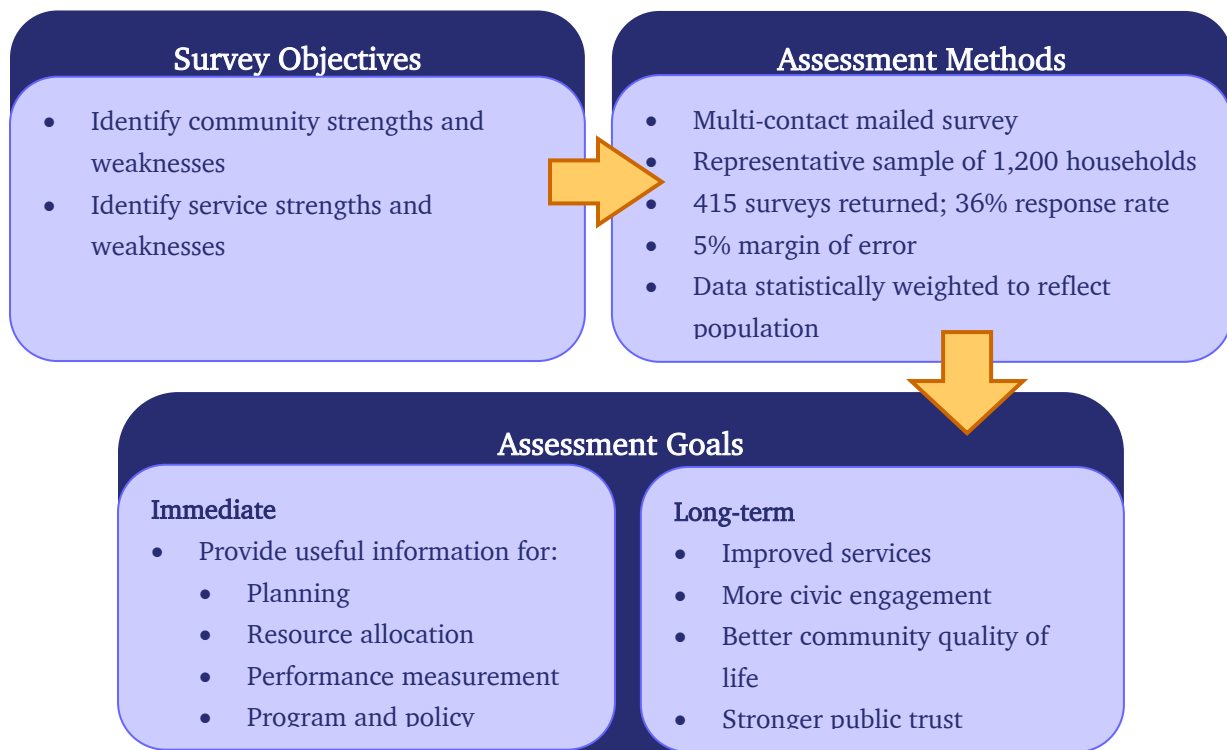 Survey Objectives
• Identify community strengths and
weaknesses
• Identify service strengths and
weaknesses
Assessment Methods
• Multi-contact mailed survey
• Representative sample of 1,200 households
• 415 surveys returned; 36% response rate
• 5% margin of error
• Data statistically weighted to reflect
population
Assessment Goals
Immediate
• Provide useful information for:
• Planning
• Resource allocation
• Performance measurement
• Program and policy
Long-term
• Improved services
• More civic engagement
• Better community quality of
life
• Stronger public trust